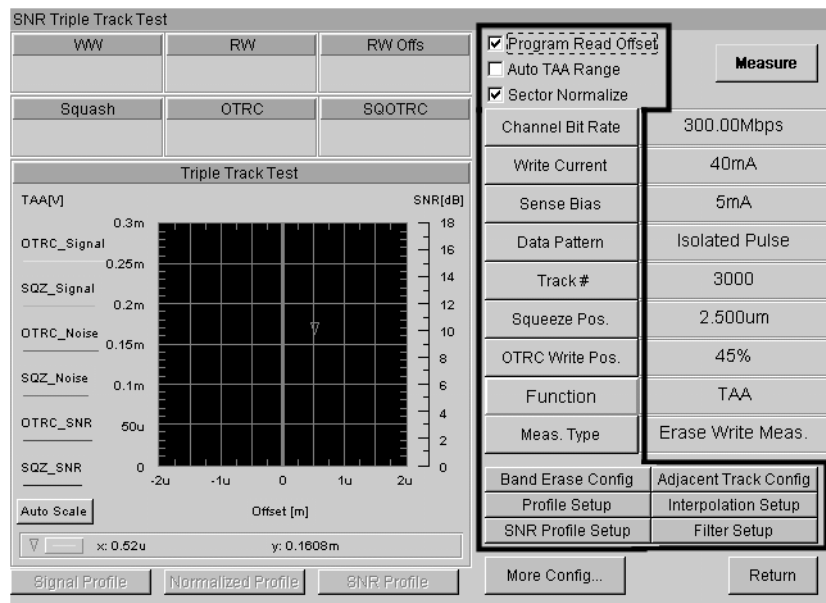 SNR Triple Track Test
WW RW RW Offs
Squash OTRC SQOTRC
Triple Track Test
TAA[V] SNR[dB]
OTRC_Signal
SQZ_Signal
OTRC_Noise
SQZ_Noise
OTRC_SNR
SQZ_SNR
0.3m
0.25m
0.2m
0.15m
0.1m
50u
0
18
16
14
12
10
8
6
4
2
0
-2u -1u 0 1u 2u
Auto Scale Offset [m]
x: 0.52u y: 0.1608m
Signal Profile Normalized Profile SNR Profile
Program Read Offset
Auto TAA Range
Sector Normalize
Measure
Channel Bit Rate 300.00Mbps
Write Current 40mA
Sense Bias 5mA
Data Pattern Isolated Pulse
Track # 3000
Squeeze Pos. 2.500um
OTRC Write Pos. 45%
Function TAA
Meas. Type Erase Write Meas.
Band Erase Config Adjacent Track Config
Profile Setup Interpolation Setup
SNR Profile Setup Filter Setup
More Config... Return